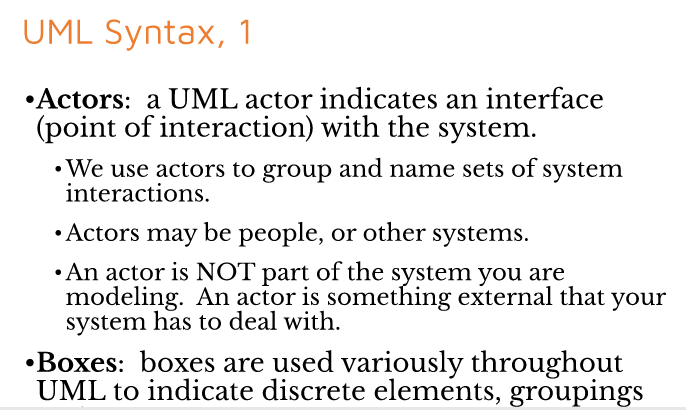 UML Syntax, 1
•Actors:  a UML actor indicates an interface
(point of interaction) with the system.
•We use actors to group and name sets of system
interactions.
•Actors may be people, or other systems.
•An actor is NOT part of the system you are
modeling.  An actor is something external that your
system has to deal with.
•Boxes:  boxes are used variously throughout
UML to indicate discrete elements, groupings